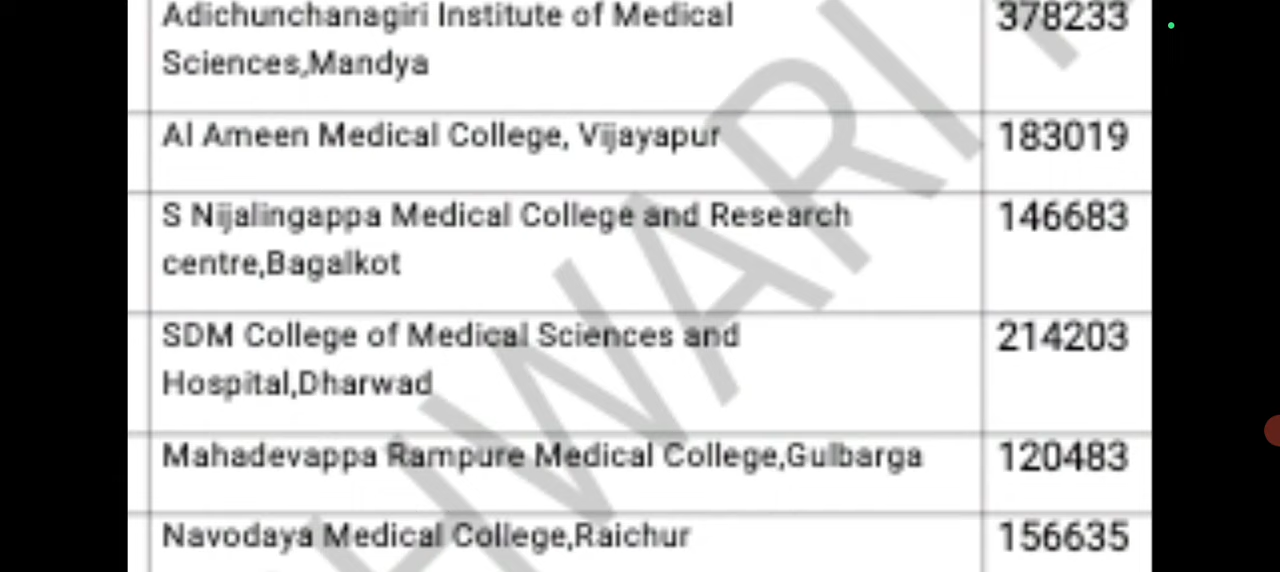 Adichunchanagiri Institute of Medical 378233
Sciences,Mandya
Al Ameen Medical College, Vijayapur 183019
S Nijalingappa Medical College and Research 146683
centre,Bagalkot
SDM College of Medical Sciences and 214203
Hospital,Dharwad
Mahadevappa Rampure Medical College,Gulbarga 120483
Navodaya Medical College,Raichur 156635
HWARI